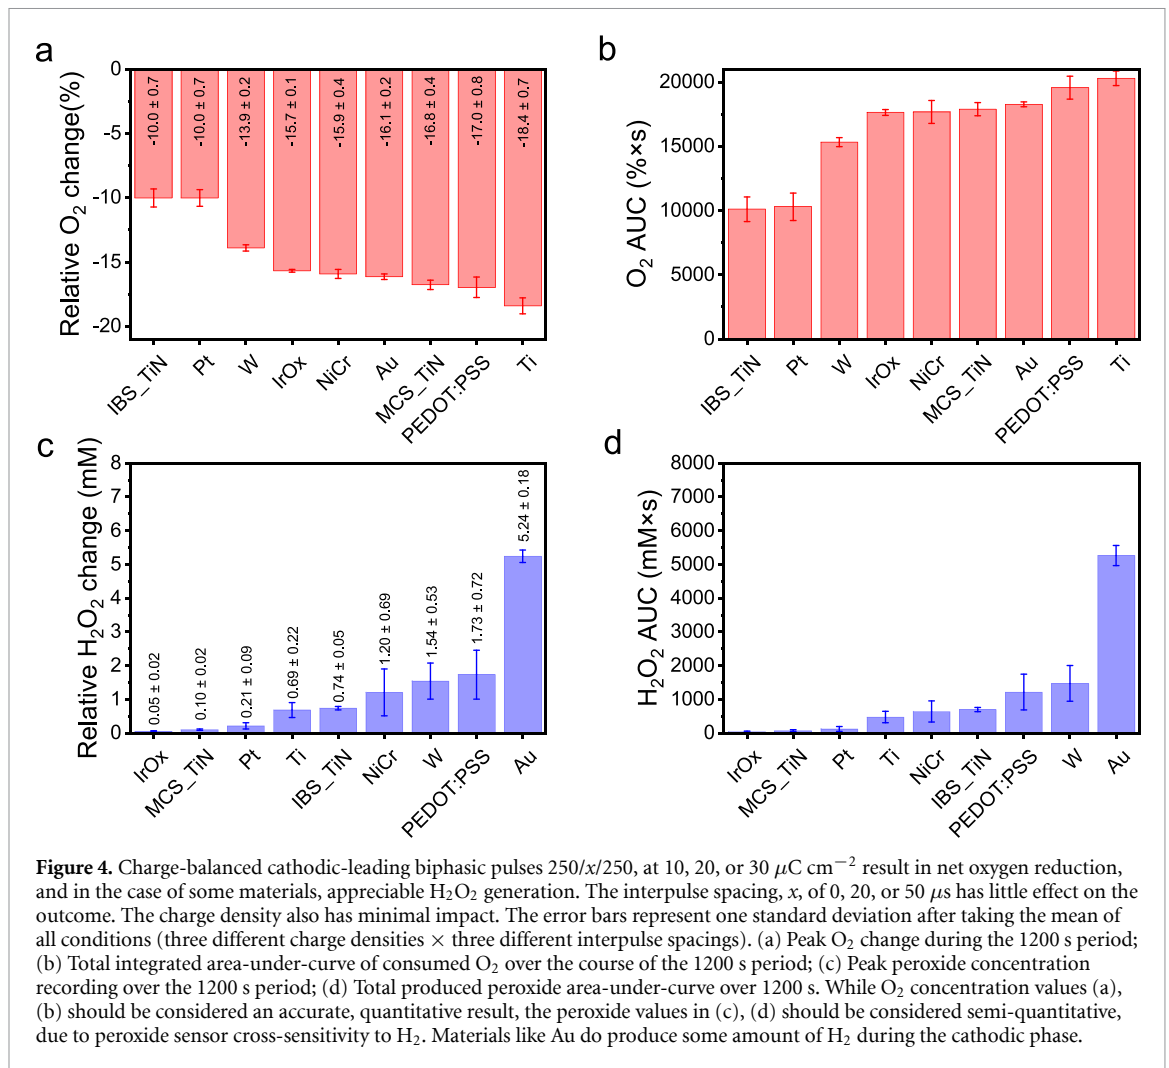 a
Relative O2 change(%)
0
-5
-10
-15
-20
-10.0 ± 0.7
-10.0 ± 0.7
-13.9 ± 0.2
-15.7 ± 0.1
-15.9 ± 0.4
-16.1 ± 0.2
-16.8 ± 0.4
-17.0 ± 0.8
-18.4 ± 0.7
IBS_TiN
Pt
W
IrOx
NiCr
Au
MCS_TiN
PEDOT:PSS
Ti
b
O2 AUC (%×s)
20000
15000
10000
5000
0
IBS_TiN
Pt
W
IrOx
NiCr
MCS_TiN
Au
PEDOT:PSS
Ti
c
Relative H2O2 change (mM)
8
7
6
5
4
3
2
1
0
0.05 ± 0.02
0.10 ± 0.02
0.21 ± 0.09
0.69 ± 0.22
0.74 ± 0.05
1.20 ± 0.69
1.54 ± 0.53
1.73 ± 0.72
5.24 ± 0.18
IrOx
MCS_TiN
Pt
Ti
IBS_TiN
NiCr
W
PEDOT:PSS
Au
d
H2O2 AUC (mM×s)
8000
7000
6000
5000
4000
3000
2000
1000
0
IrOx
MCS_TiN
Pt
Ti
NiCr
IBS_TiN
PEDOT:PSS
W
Au
Figure 4. Charge-balanced cathodic-leading biphasic pulses 250/x/250, at 10, 20, or 30 μC cm−2 result in net oxygen reduction,
and in the case of some materials, appreciable H2O2 generation. The interpulse spacing, x, of 0, 20, or 50 μs has little effect on the
outcome. The charge density also has minimal impact. The error bars represent one standard deviation after taking the mean of
all conditions (three different charge densities × three different interpulse spacings). (a) Peak O2 change during the 1200 s period;
(b) Total integrated area-under-curve of consumed O2 over the course of the 1200 s period; (c) Peak peroxide concentration
recording over the 1200 s period; (d) Total produced peroxide area-under-curve over 1200 s. While O2 concentration values (a),
(b) should be considered an accurate, quantitative result, the peroxide values in (c), (d) should be considered semi-quantitative,
due to peroxide sensor cross-sensitivity to H2. Materials like Au do produce some amount of H2 during the cathodic phase.